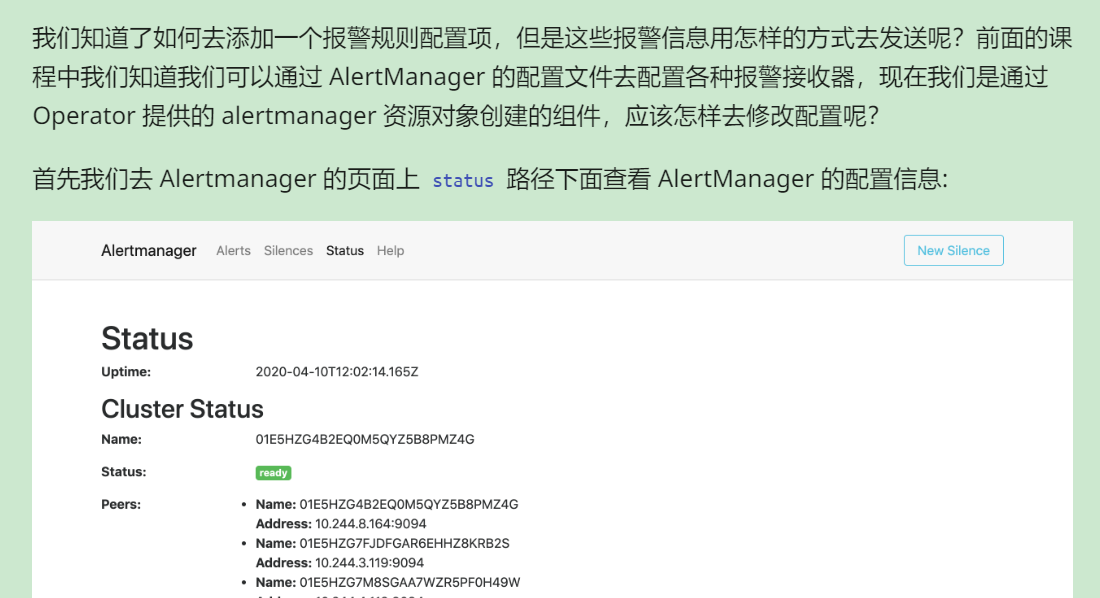 我们知道了如何去添加一个报警规则配置项，但是这些报警信息用怎样的方式去发送呢？前面的课
程中我们知道我们可以通过 AlertManager 的配置文件去配置各种报警接收器，现在我们是通过
Operator 提供的 alertmanager 资源对象创建的组件，应该怎样去修改配置呢？
首先我们去 Alertmanager 的页面上 status 路径下面查看 AlertManager 的配置信息:
Alertmanager Alerts Silences Status Help New Silence
Status
Uptime: 2020-04-10T12:02:14.165Z
Cluster Status
Name: 01E5HZG4B2EQ0M5QYZ5B8PMZ4G
Status: ready
Peers: • Name: 01E5HZG4B2EQ0M5QYZ5B8PMZ4G
Address: 10.244.8.164:9094
• Name: 01E5HZG7FJDFGAR6EHHZ8KRB2S
Address: 10.244.3.119:9094
• Name: 01E5HZG7M8SGAA7WZR5PF0H49W